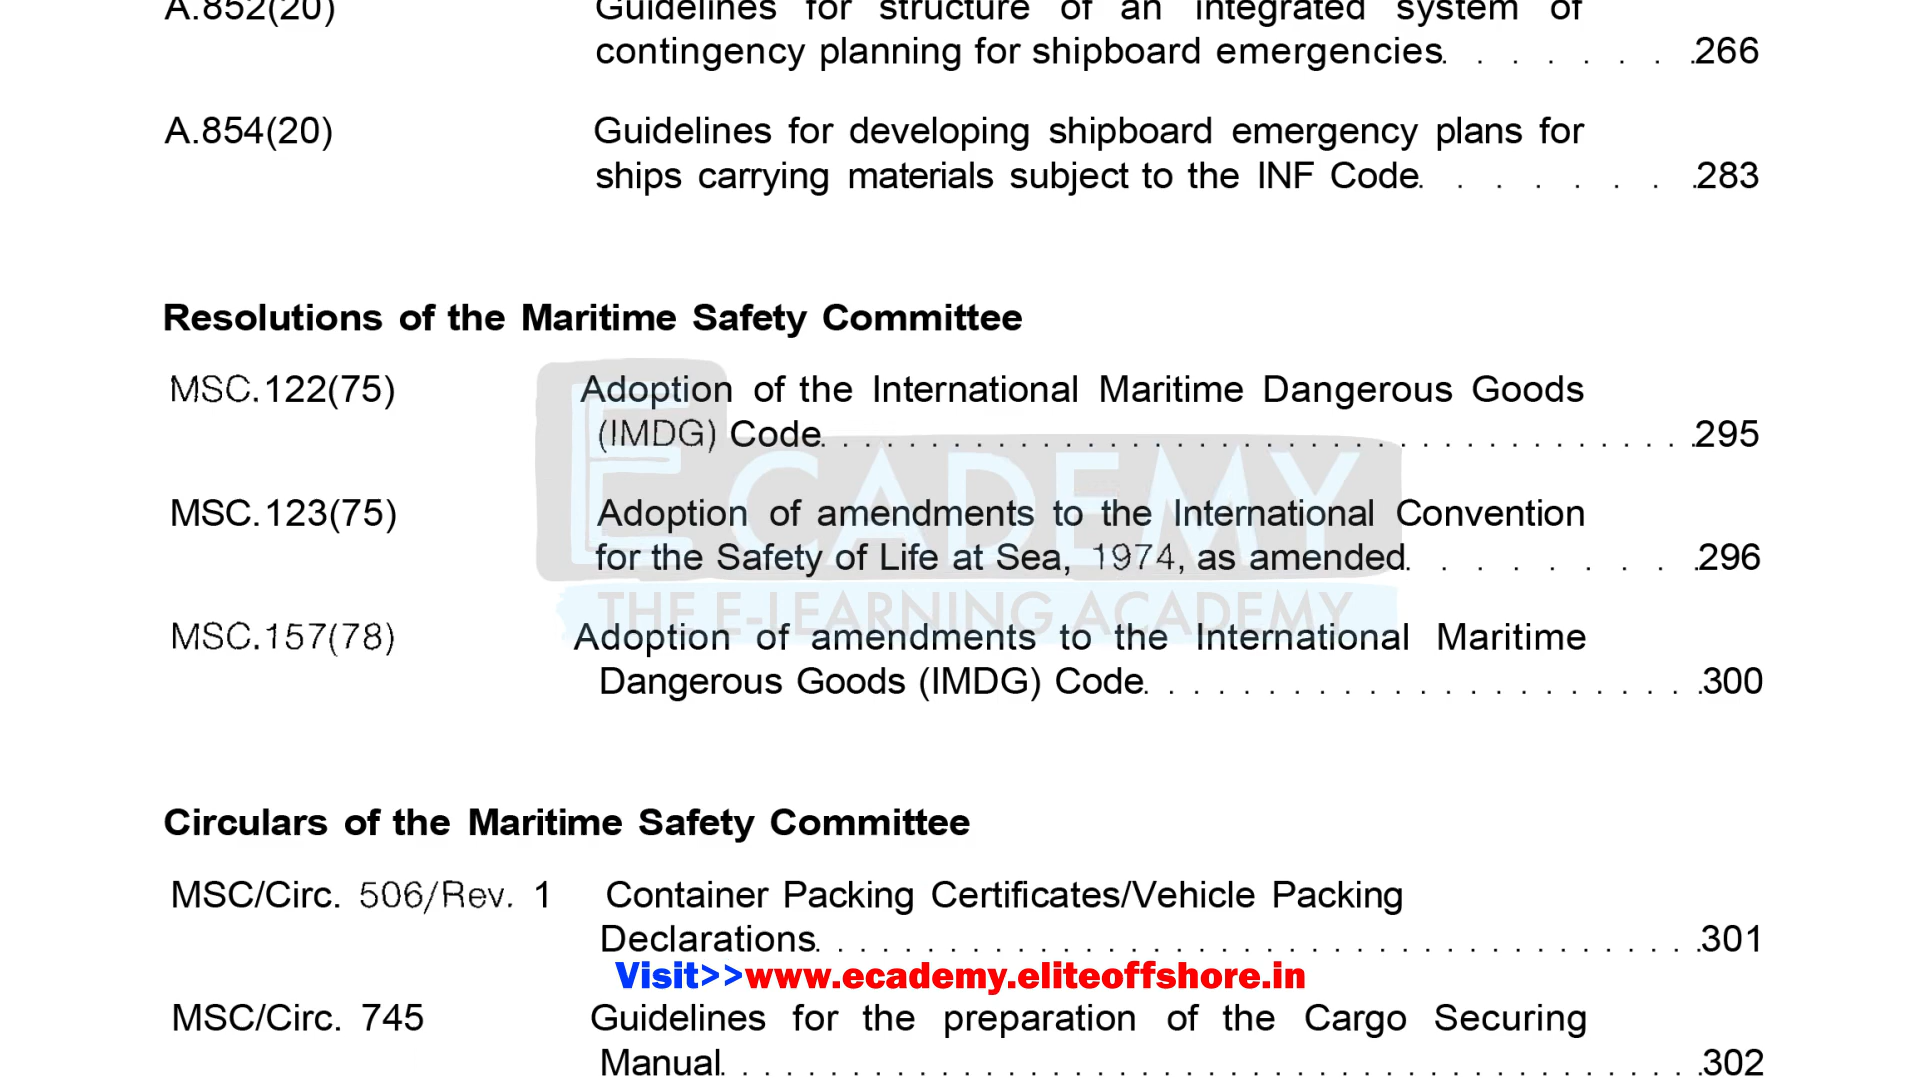 A.852(20) Guidelines for structure of an integrated system of
contingency planning for shipboard emergencies. . . . . . . .266
A.854(20) Guidelines for developing shipboard emergency plans for
ships carrying materials subject to the INF Code. . . . . . . .283
Resolutions of the Maritime Safety Committee
MSC.122(75) Adoption of the International Maritime Dangerous Goods
(IMDG) Code. . . . . . . . . . . . . . . . . . . . . . . . . . . . . . . . . . . . . . .295
ECADEMY
MSC.123(75) Adoption of amendments to the International Convention
for the Safety of Life at Sea, 1974, as amended. . . . . . . . .296
THE E-LEARNING ACADEMY
MSC.157(78) Adoption of amendments to the International Maritime
Dangerous Goods (IMDG) Code. . . . . . . . . . . . . . . . . . . . . . .300
Circulars of the Maritime Safety Committee
MSC/Circ. 506/Rev. 1 Container Packing Certificates/Vehicle Packing
Declarations. . . . . . . . . . . . . . . . . . . . . . . . . . . . . . . . . . . . . . . .301
Visit>>www.ecademy.eliteoffshore.in
MSC/Circ. 745 Guidelines for the preparation of the Cargo Securing
Manual. . . . . . . . . . . . . . . . . . . . . . . . . . . . . . . . . . . . . . . . . . . .302